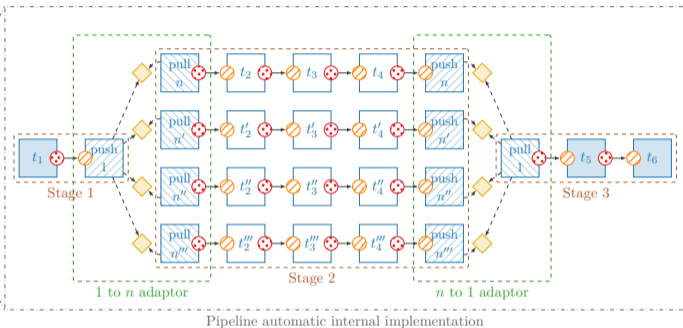 pull n t₂ t₃ t₄ push n
pull n′ t′₂ t′₃ t′₄ push n′
t₁ push 1 pull 1 t₅ t₆
Stage 1 Stage 3
pull n″ t″₂ t″₃ t″₄ push n″
pull n‴ t‴₂ t‴₃ t‴₄ push n‴
Stage 2
1 to n adaptor n to 1 adaptor
Pipeline automatic internal implementation